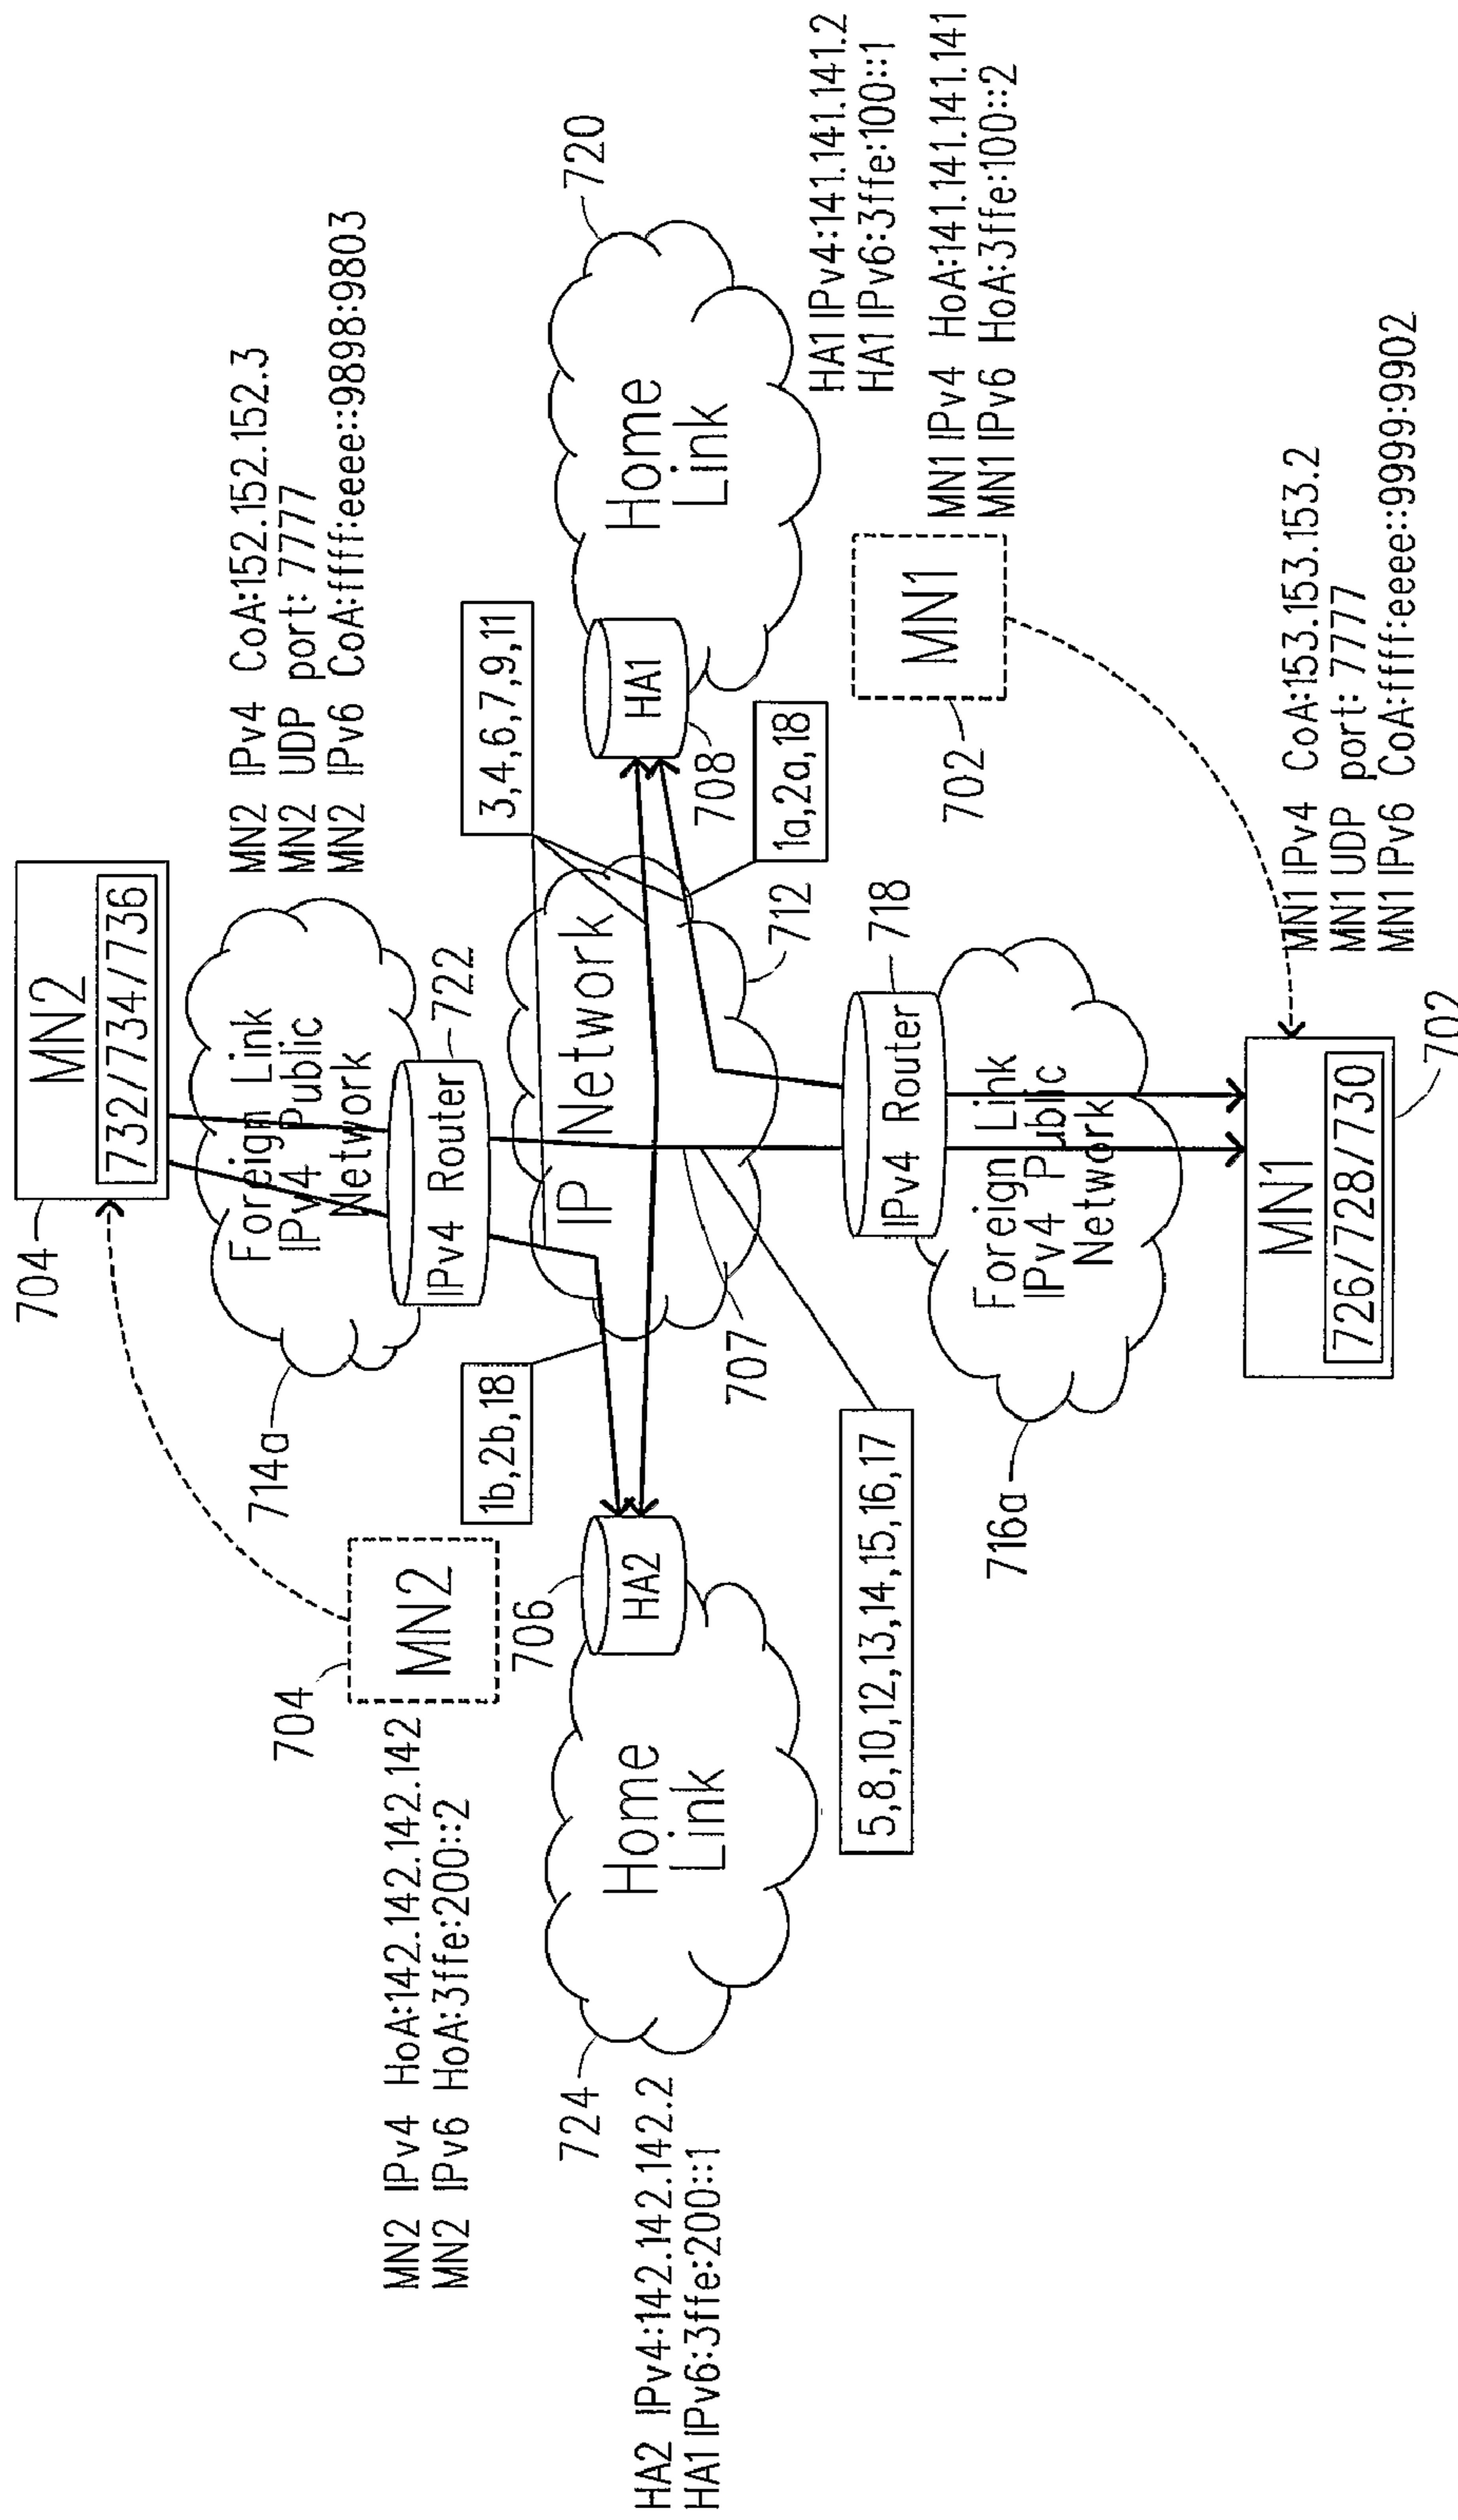 704
MN2
732/734/736
MN2 IPv4 CoA:152.152.152.3
MN2 UDP port: 7777
MN2 IPv6 CoA:ffff:eeee::9898:9803
714a
Foreign Link
IPv4 Public
Network
IPv4 Router
722
704
MN2
MN2 IPv4 HoA:142.142.142.142
MN2 IPv6 HoA:3ffe:200::2
1b,2b,18
3,4,6,7,9,11
706
HA2
Home
Link
724
HA2 IPv4:142.142.142.2
HA1 IPv6:3ffe:200::1
IP Network
712
707
HA1
708
Home
Link
720
1a,2a,18
HA1 IPv4:141.141.141.2
HA1 IPv6:3ffe:100::1
MN1 IPv4 HoA:141.141.141.141
MN1 IPv6 HoA:3ffe:100::2
MN1
702
5,8,10,12,13,14,15,16,17
IPv4 Router
718
Foreign Link
IPv4 Public
Network
716a
MN1
726/728/730
702
MN1 IPv4 CoA:153.153.153.2
MN1 UDP port: 7777
MN1 IPv6 CoA:ffff:eeee::9999:9902